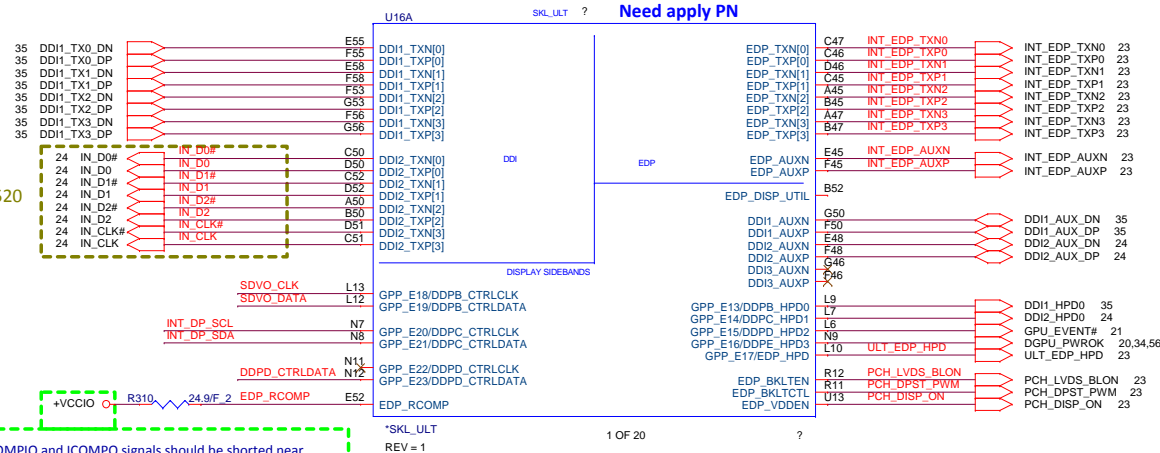 U16A SKL_ULT ? Need apply PN
35 DDI1_TX0_DN E55 DDI1_TXN[0] EDP_TXN[0] C47 INT_EDP_TXN0 INT_EDP_TXN0 23
35 DDI1_TX0_DP F55 DDI1_TXP[0] EDP_TXP[0] C46 INT_EDP_TXP0 INT_EDP_TXP0 23
35 DDI1_TX1_DN E58 DDI1_TXN[1] EDP_TXN[1] D46 INT_EDP_TXN1 INT_EDP_TXN1 23
35 DDI1_TX1_DP F58 DDI1_TXP[1] EDP_TXP[1] C45 INT_EDP_TXP1 INT_EDP_TXP1 23
35 DDI1_TX2_DN F53 DDI1_TXN[2] EDP_TXN[2] A45 INT_EDP_TXN2 INT_EDP_TXN2 23
35 DDI1_TX2_DP G53 DDI1_TXP[2] EDP_TXP[2] B45 INT_EDP_TXP2 INT_EDP_TXP2 23
35 DDI1_TX3_DN F56 DDI1_TXN[3] EDP_TXN[3] A47 INT_EDP_TXN3 INT_EDP_TXN3 23
35 DDI1_TX3_DP G56 DDI1_TXP[3] EDP_TXP[3] B47 INT_EDP_TXP3 INT_EDP_TXP3 23
24 IN_D0# IN_D0# C50 DDI2_TXN[0] DDI EDP EDP_AUXN E45 INT_EDP_AUXN INT_EDP_AUXN 23
24 IN_D0 IN_D0 D50 DDI2_TXP[0] EDP_AUXP F45 INT_EDP_AUXP INT_EDP_AUXP 23
24 IN_D1# IN_D1# C52 DDI2_TXN[1]
24 IN_D1 IN_D1 D52 DDI2_TXP[1] EDP_DISP_UTIL B52
24 IN_D2# IN_D2# A50 DDI2_TXN[2]
24 IN_D2 IN_D2 B50 DDI2_TXP[2] DDI1_AUXN G50 DDI1_AUX_DN 35
24 IN_CLK# IN_CLK# D51 DDI2_TXN[3] DDI1_AUXP F50 DDI1_AUX_DP 35
24 IN_CLK IN_CLK C51 DDI2_TXP[3] DDI2_AUXN E48 DDI2_AUX_DN 24
DDI2_AUXP F48 DDI2_AUX_DP 24
DISPLAY SIDEBANDS DDI3_AUXN G46
DDI3_AUXP F46
SDVO_CLK L13 GPP_E18/DDPB_CTRLCLK GPP_E13/DDPB_HPD0 L9 DDI1_HPD0 35
SDVO_DATA L12 GPP_E19/DDPB_CTRLDATA GPP_E14/DDPC_HPD1 L7 DDI2_HPD0 24
INT_DP_SCL N7 GPP_E20/DDPC_CTRLCLK GPP_E15/DDPD_HPD2 L6 GPU_EVENT# 21
INT_DP_SDA N8 GPP_E21/DDPC_CTRLDATA GPP_E16/DDPE_HPD3 N9 DGPU_PWROK 20,34,56
GPP_E17/EDP_HPD L10 ULT_EDP_HPD ULT_EDP_HPD 23
N11 GPP_E22/DDPD_CTRLCLK
DDPD_CTRLDATA N12 GPP_E23/DDPD_CTRLDATA EDP_BKLTEN R12 PCH_LVDS_BLON PCH_LVDS_BLON 23
EDP_BKLTCTL R11 PCH_DPST_PWM PCH_DPST_PWM 23
+VCCIO R310 24.9/F_2 EDP_RCOMP E52 EDP_RCOMP EDP_VDDEN U13 PCH_DISP_ON PCH_DISP_ON 23
*SKL_ULT 1 OF 20 ?
REV = 1
and ICOMPO signals should be shorted near